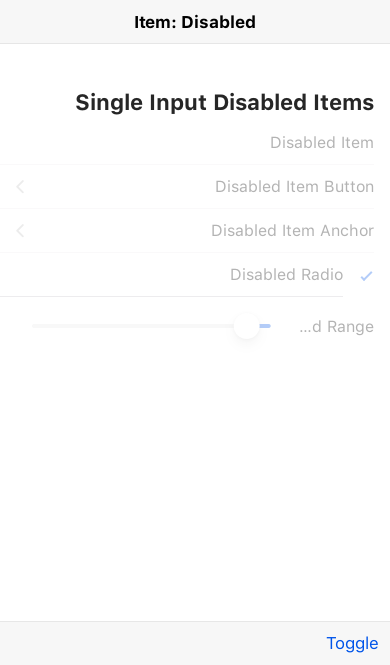 Item: Disabled
Single Input Disabled Items
Disabled Item
Disabled Item Button
Disabled Item Anchor
Disabled Radio
...d Range
Toggle